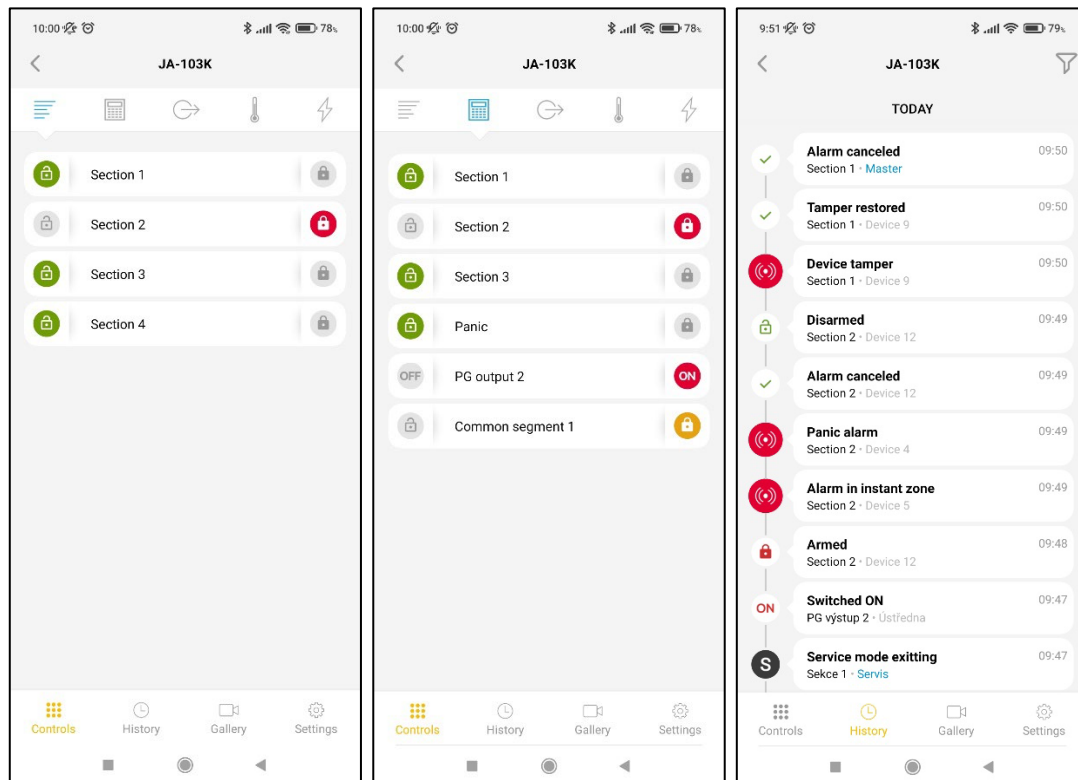 10:00
78%
JA-103K
Section 1
Section 2
Section 3
Section 4
Controls
History
Gallery
Settings
10:00
78%
JA-103K
Section 1
Section 2
Section 3
Panic
OFF
PG output 2
ON
Common segment 1
Controls
History
Gallery
Settings
9:51
79%
JA-103K
TODAY
Alarm canceled
09:50
Section 1 • Master
Tamper restored
09:50
Section 1 • Device 9
Device tamper
09:50
Section 1 • Device 9
Disarmed
09:49
Section 2 • Device 12
Alarm canceled
09:49
Section 2 • Device 12
Panic alarm
09:49
Section 2 • Device 4
Alarm in instant zone
09:49
Section 2 • Device 5
Armed
09:48
Section 2 • Device 12
ON
Switched ON
09:47
PG výstup 2 • Ústředna
S
Service mode exitting
09:47
Sekce 1 • Servis
Controls
History
Gallery
Settings